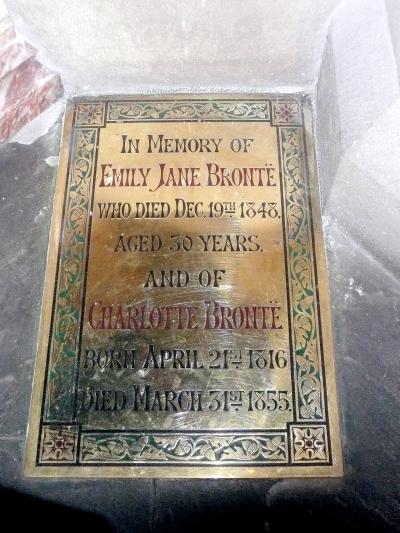 In Memory of
Emily Jane Brontë
who died Dec. 19th 1848.
aged 30 years.
and of
Charlotte Brontë
born April 21st 1816
died March 31st 1855.